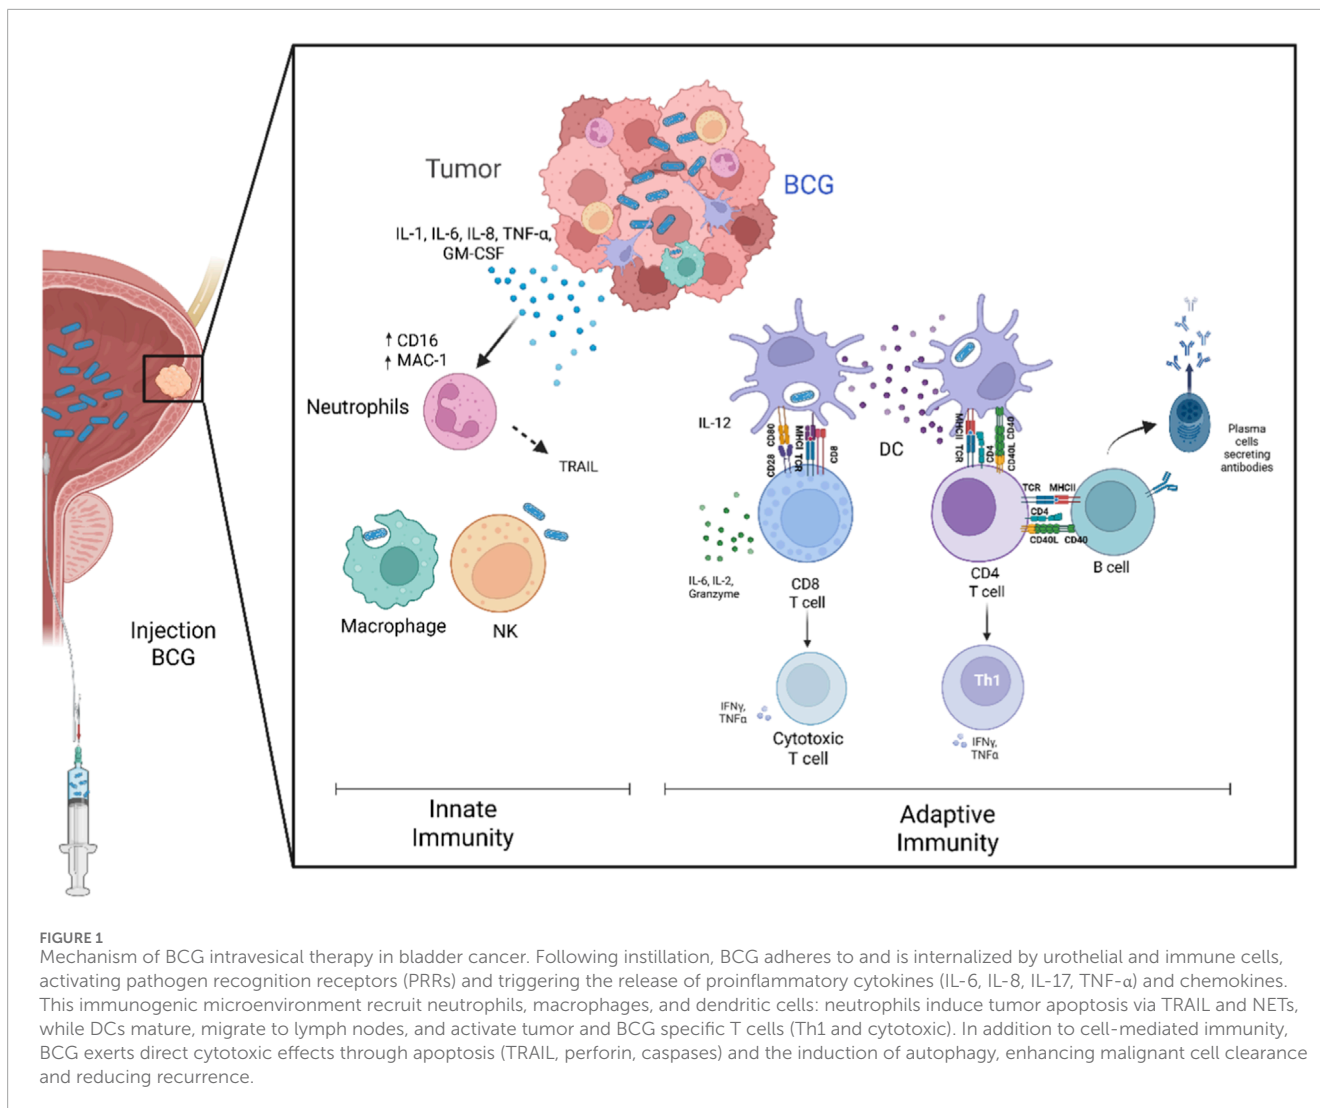 Tumor
BCG
IL-1, IL-6, IL-8, TNF-α,
GM-CSF
↑ CD16
↑ MAC-1
Neutrophils
TRAIL
Macrophage
NK
Injection
BCG
IL-12
DC
CD80
CD28
MHCI
TCR
CD8
MHCII
TCR
CD4
CD40
CD40L
TCR MHCII
CD4
CD40L CD40
Plasma
cells
secreting
antibodies
B cell
IL-6, IL-2,
Granzyme
CD8
T cell
CD4
T cell
Th1
IFNγ,
TNFα
Cytotoxic
T cell
IFNγ,
TNFα
Innate
Immunity
Adaptive
Immunity
FIGURE 1
Mechanism of BCG intravesical therapy in bladder cancer. Following instillation, BCG adheres to and is internalized by urothelial and immune cells,
activating pathogen recognition receptors (PRRs) and triggering the release of proinflammatory cytokines (IL-6, IL-8, IL-17, TNF-α) and chemokines.
This immunogenic microenvironment recruit neutrophils, macrophages, and dendritic cells: neutrophils induce tumor apoptosis via TRAIL and NETs,
while DCs mature, migrate to lymph nodes, and activate tumor and BCG specific T cells (Th1 and cytotoxic). In addition to cell-mediated immunity,
BCG exerts direct cytotoxic effects through apoptosis (TRAIL, perforin, caspases) and the induction of autophagy, enhancing malignant cell clearance
and reducing recurrence.